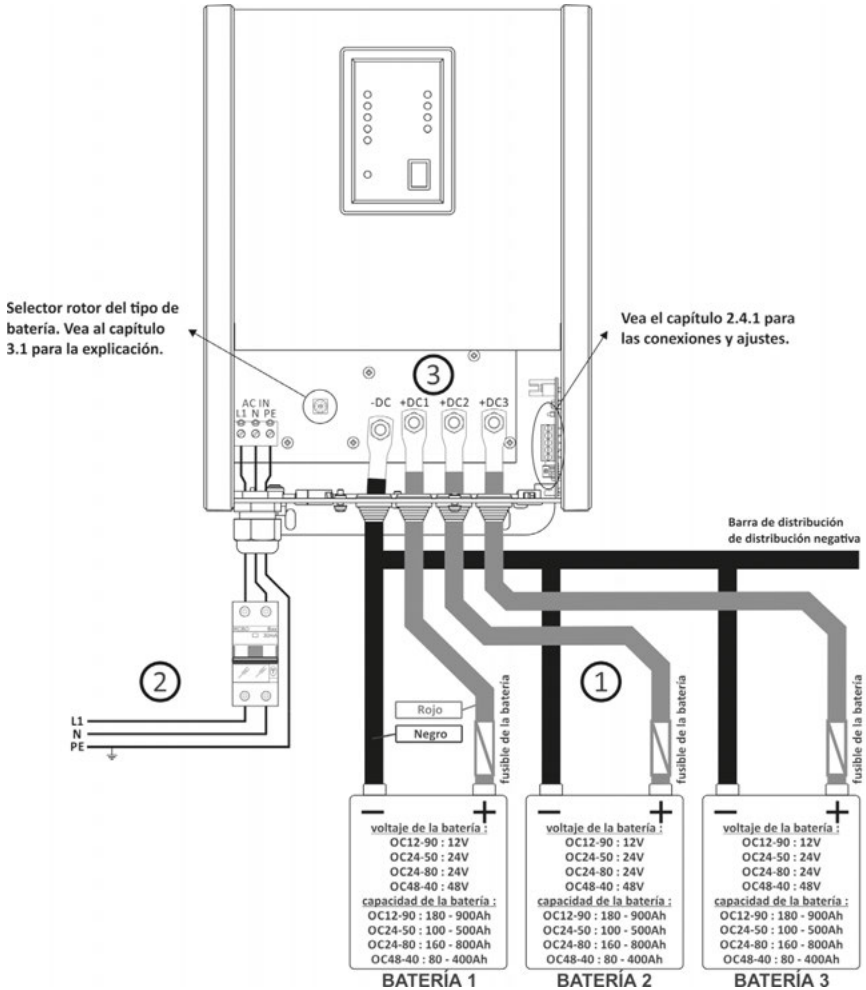 Selector rotor del tipo de
batería. Vea al capítulo
3.1 para la explicación.
Vea el capítulo 2.4.1 para
las conexiones y ajustes.
3
AC IN
L1 N PE
-DC +DC1 +DC2 +DC3
Barra de distribución
de distribución negativa
2
1
L1
N
PE
Rojo
Negro
fusible de la batería
fusible de la batería
fusible de la batería
− +
voltaje de la batería :
OC12-90 : 12V
OC24-50 : 24V
OC24-80 : 24V
OC48-40 : 48V
capacidad de la batería :
OC12-90 : 180 - 900Ah
OC24-50 : 100 - 500Ah
OC24-80 : 160 - 800Ah
OC48-40 : 80 - 400Ah
BATERÍA 1
− +
voltaje de la batería :
OC12-90 : 12V
OC24-50 : 24V
OC24-80 : 24V
OC48-40 : 48V
capacidad de la batería :
OC12-90 : 180 - 900Ah
OC24-50 : 100 - 500Ah
OC24-80 : 160 - 800Ah
OC48-40 : 80 - 400Ah
BATERÍA 2
− +
voltaje de la batería :
OC12-90 : 12V
OC24-50 : 24V
OC24-80 : 24V
OC48-40 : 48V
capacidad de la batería :
OC12-90 : 180 - 900Ah
OC24-50 : 100 - 500Ah
OC24-80 : 160 - 800Ah
OC48-40 : 80 - 400Ah
BATERÍA 3